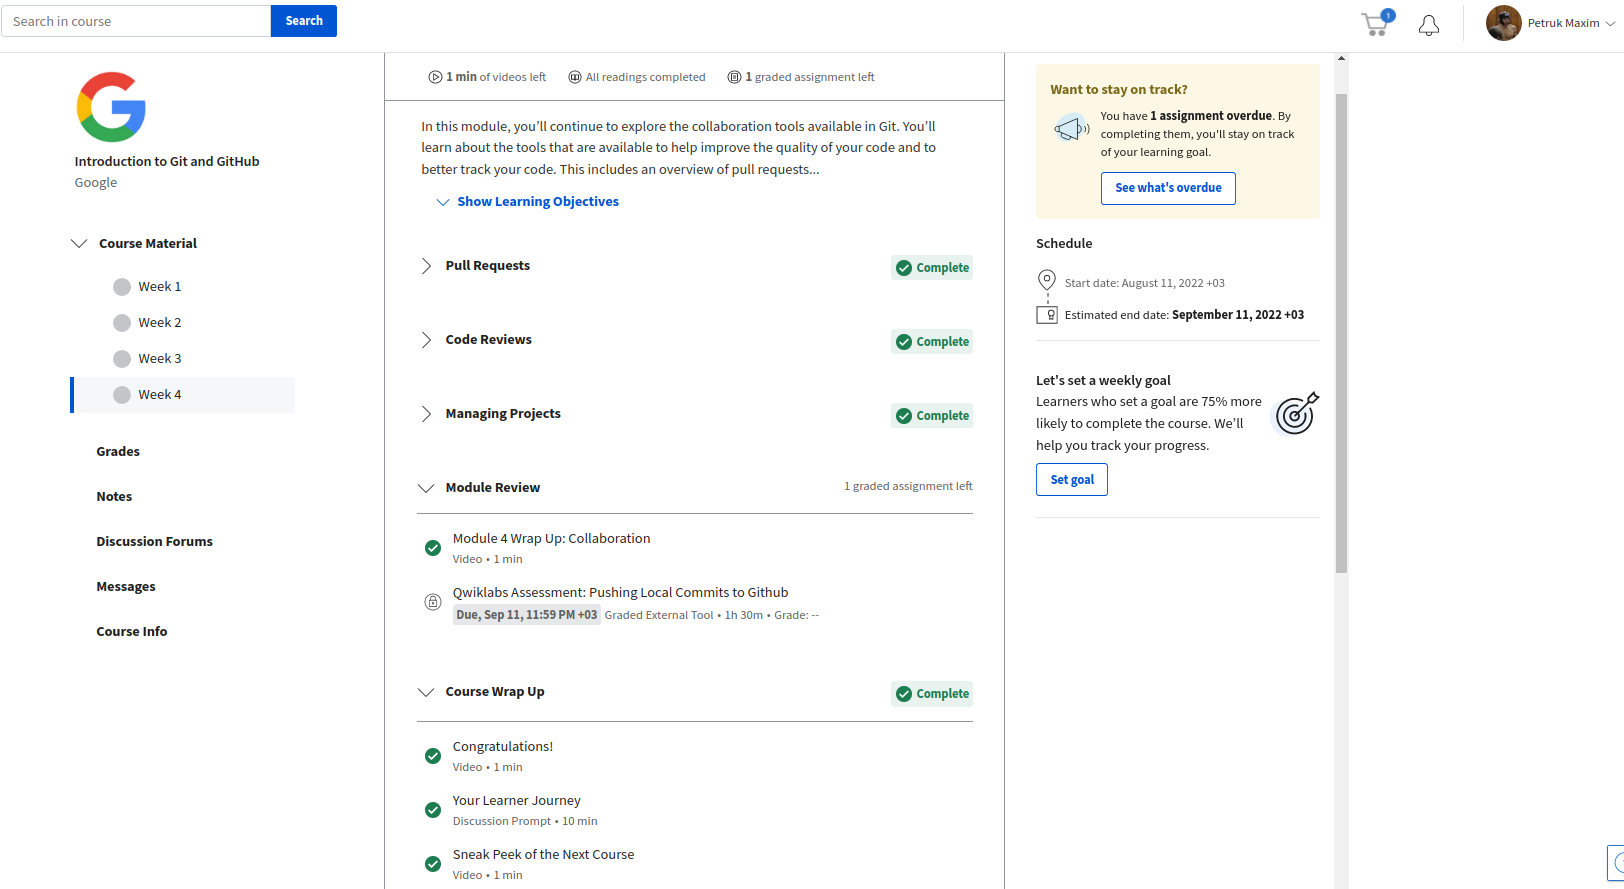 Search in course
Search
1
Petruk Maxim
Introduction to Git and GitHub
Google
Course Material
Week 1
Week 2
Week 3
Week 4
Grades
Notes
Discussion Forums
Messages
Course Info
1 min of videos left
All readings completed
1 graded assignment left
In this module, you’ll continue to explore the collaboration tools available in Git. You’ll
learn about the tools that are available to help improve the quality of your code and to
better track your code. This includes an overview of pull requests...
Show Learning Objectives
Pull Requests
Complete
Code Reviews
Complete
Managing Projects
Complete
Module Review
1 graded assignment left
Module 4 Wrap Up: Collaboration
Video • 1 min
Qwiklabs Assessment: Pushing Local Commits to Github
Due, Sep 11, 11:59 PM +03 Graded External Tool • 1h 30m • Grade: --
Course Wrap Up
Complete
Congratulations!
Video • 1 min
Your Learner Journey
Discussion Prompt • 10 min
Sneak Peek of the Next Course
Video • 1 min
Want to stay on track?
You have 1 assignment overdue. By
completing them, you'll stay on track
of your learning goal.
See what's overdue
Schedule
Start date: August 11, 2022 +03
Estimated end date: September 11, 2022 +03
Let's set a weekly goal
Learners who set a goal are 75% more
likely to complete the course. We’ll
help you track your progress.
Set goal